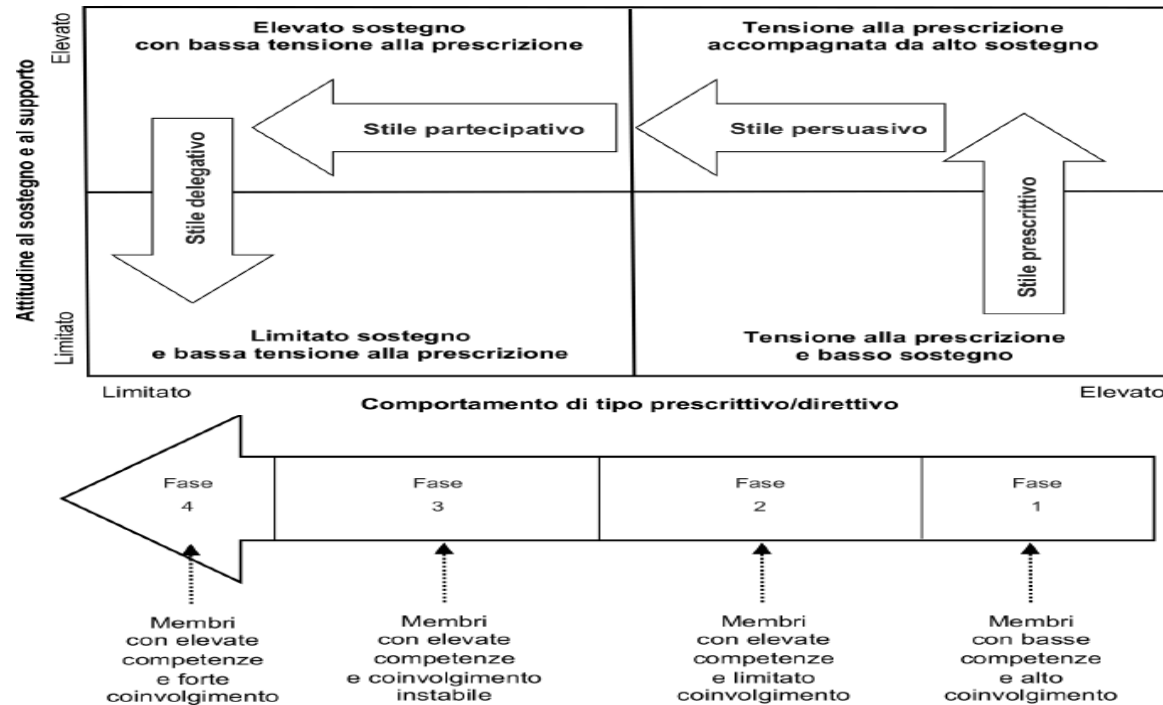 Attitudine al sostegno e al supporto
Elevato
Limitato
Elevato sostegno
con bassa tensione alla prescrizione
Tensione alla prescrizione
accompagnata da alto sostegno
Stile partecipativo
Stile persuasivo
Stile delegativo
Stile prescrittivo
Limitato sostegno
e bassa tensione alla prescrizione
Tensione alla prescrizione
e basso sostegno
Limitato
Elevato
Comportamento di tipo prescrittivo/direttivo
Fase
4
Fase
3
Fase
2
Fase
1
Membri
con elevate
competenze
e forte
coinvolgimento
Membri
con elevate
competenze
e coinvolgimento
instabile
Membri
con elevate
competenze
e limitato
coinvolgimento
Membri
con basse
competenze
e alto
coinvolgimento